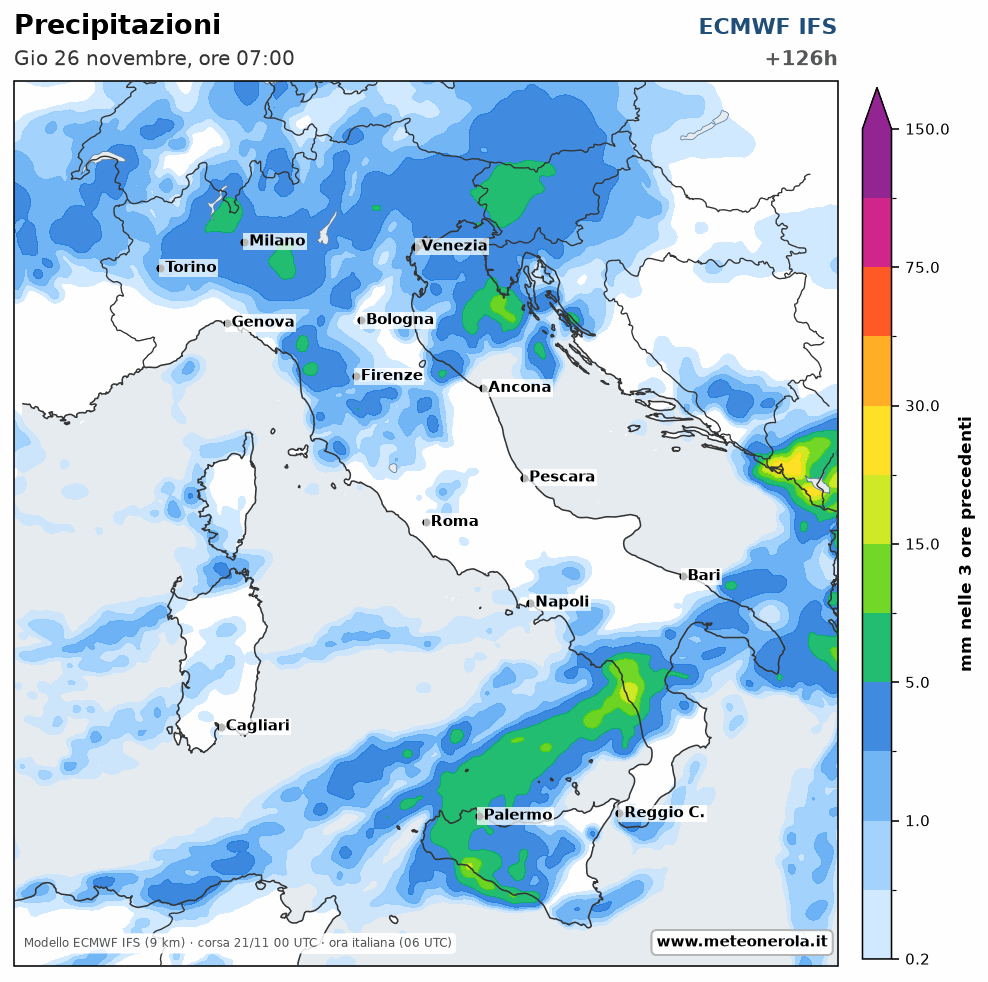 Precipitazioni
ECMWF IFS
Gio 26 novembre, ore 07:00
+126h
150.0
75.0
30.0
15.0
5.0
1.0
0.2
mm nelle 3 ore precedenti
Milano
Venezia
Torino
Genova
Bologna
Firenze
Ancona
Pescara
Roma
Bari
Napoli
Cagliari
Palermo
Reggio C.
Modello ECMWF IFS (9 km) · corsa 21/11 00 UTC · ora italiana (06 UTC)
www.meteonerola.it